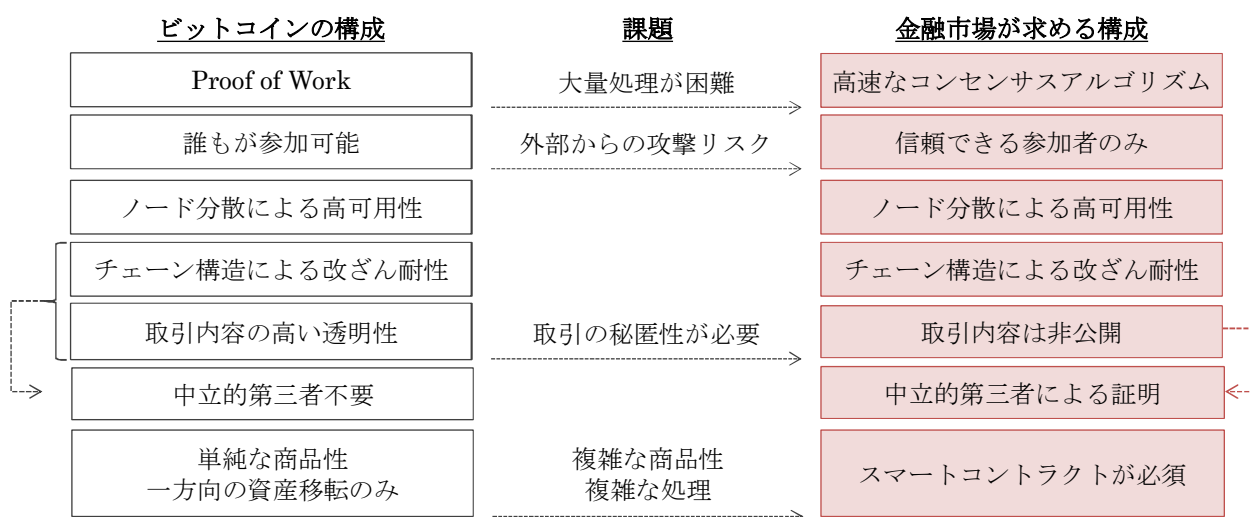 ビットコインの構成 課題 金融市場が求める構成
Proof of Work 大量処理が困難 高速なコンセンサスアルゴリズム
誰もが参加可能 外部からの攻撃リスク 信頼できる参加者のみ
ノード分散による高可用性 ノード分散による高可用性
チェーン構造による改ざん耐性 チェーン構造による改ざん耐性
取引内容の高い透明性 取引の秘匿性が必要 取引内容は非公開
中立的第三者不要 中立的第三者による証明
単純な商品性 複雑な商品性 スマートコントラクトが必須
一方向の資産移転のみ 複雑な処理